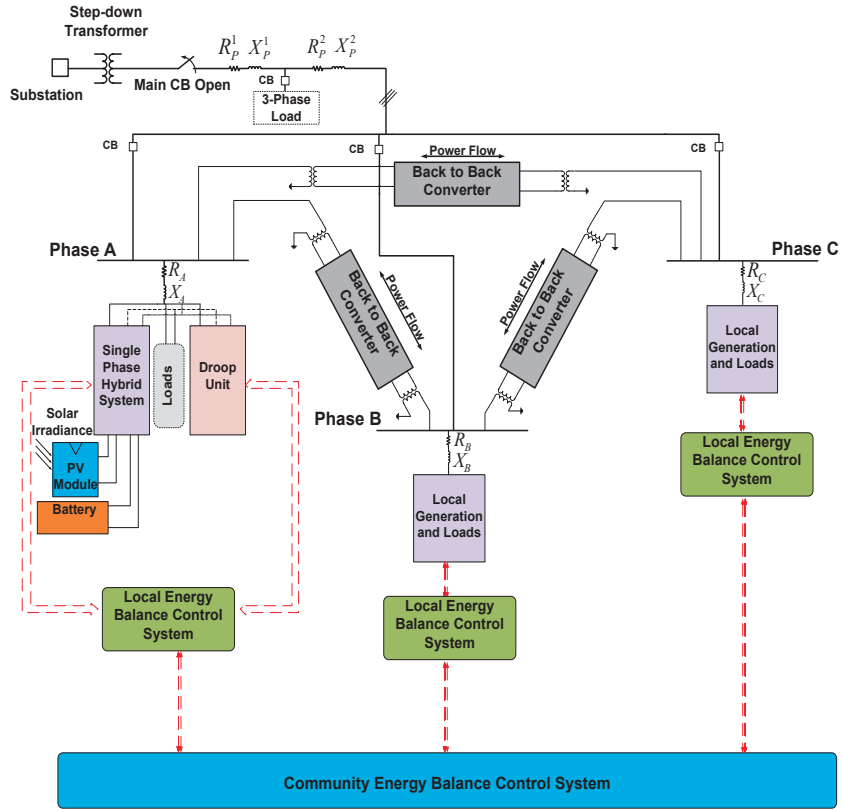 Step-down
Transformer
Substation
Main CB Open
R_P^1 X_P^1
R_P^2 X_P^2
CB
3-Phase
Load
CB
CB
CB
Power Flow
Back to Back
Converter
Phase A
Phase C
Power Flow
Back to Back
Converter
Power Flow
Back to Back
Converter
R_A
X_A
R_C
X_C
Single
Phase
Hybrid
System
Loads
Droop
Unit
Local
Generation
and Loads
Solar
Irradiance
PV
Module
Battery
Phase B
R_B
X_B
Local
Generation
and Loads
Local Energy
Balance Control
System
Local Energy
Balance Control
System
Local Energy
Balance Control
System
Community Energy Balance Control System